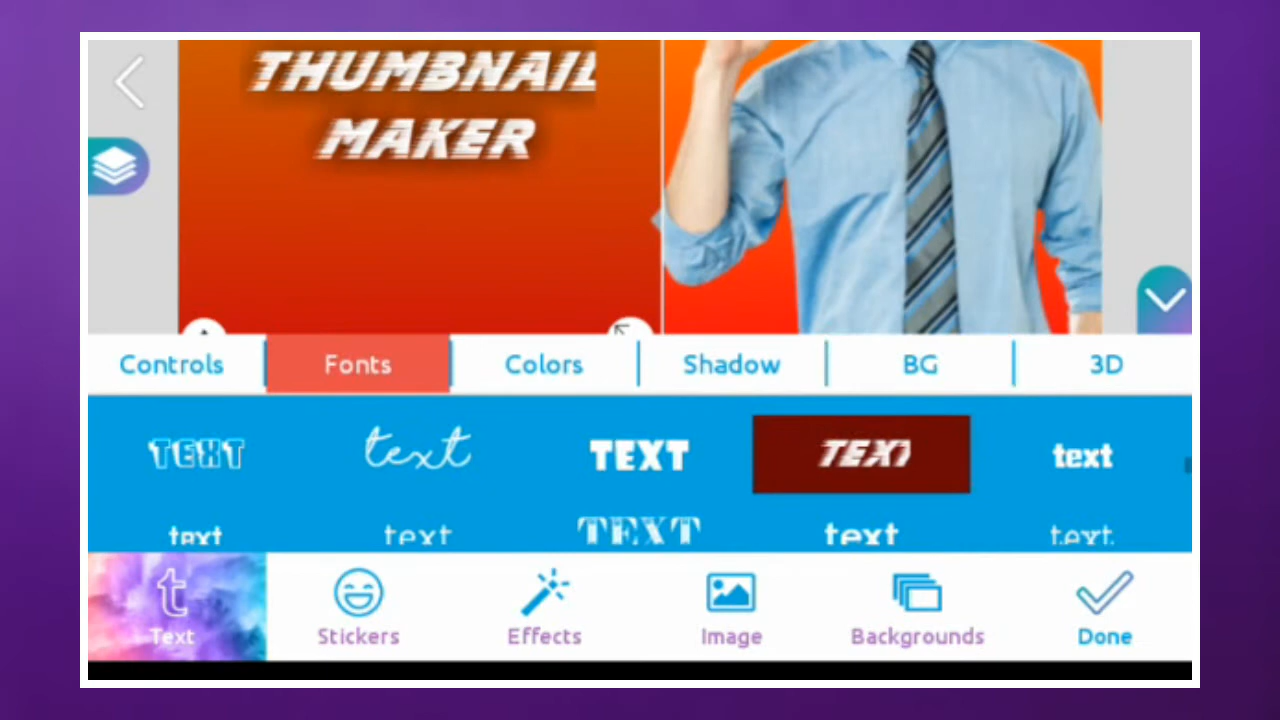 THUMBNAIL
MAKER
Controls Fonts Colors Shadow BG 3D
TEXT text TEXT TEXT text
text text TEXT text text
t
Text Stickers Effects Image Backgrounds Done